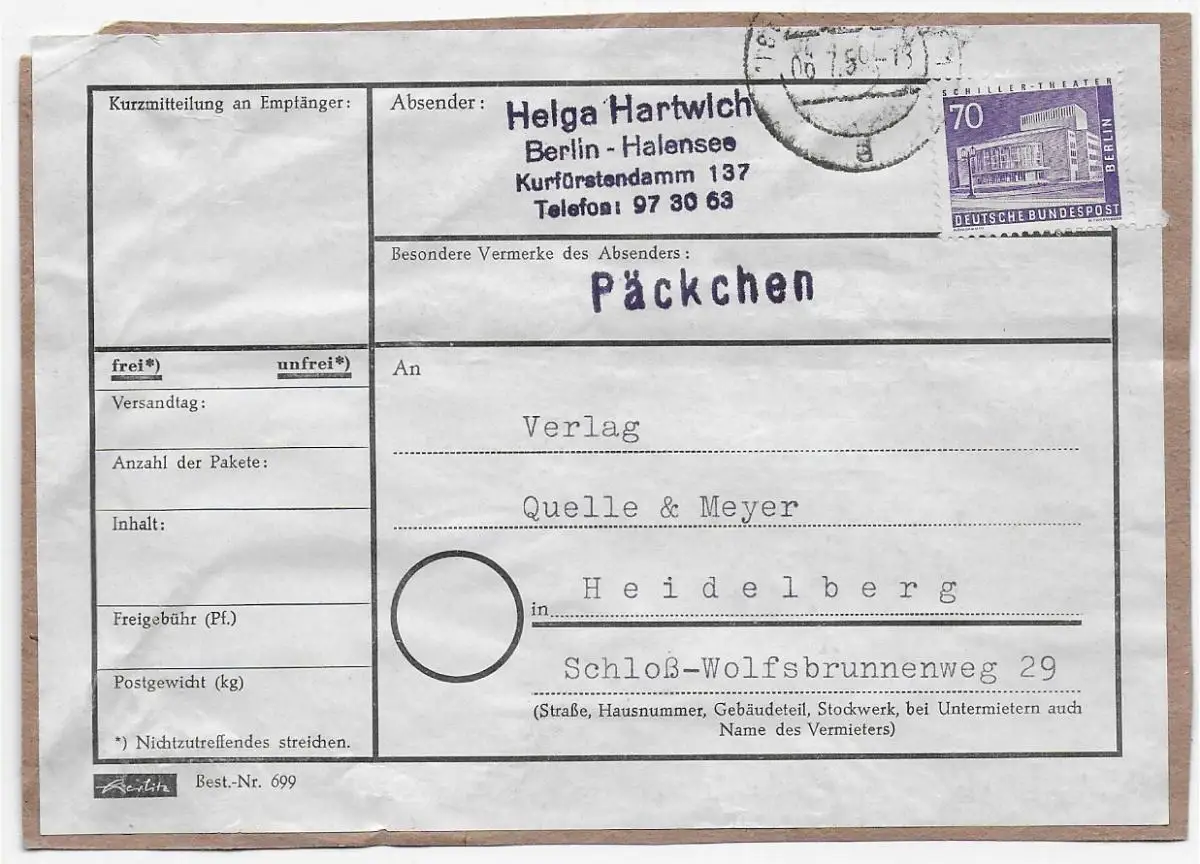 Kurzmitteilung an Empfänger:
Absender:
Helga Hartwich
Berlin - Halensee
Kurfürstendamm 137
Telefon: 97 30 63
SCHILLER-THEATER
70
BERLIN
DEUTSCHE BUNDESPOST
Besondere Vermerke des Absenders:
Päckchen
frei*) unfrei*)
Versandtag:
Anzahl der Pakete:
Inhalt:
Freigebühr (Pf.)
Postgewicht (kg)
*) Nichtzutreffendes streichen.
An
Verlag
Quelle & Meyer
in Heidelberg
Schloß-Wolfsbrunnenweg 29
(Straße, Hausnummer, Gebäudeteil, Stockwerk, bei Untermietern auch
Name des Vermieters)
Best.-Nr. 699